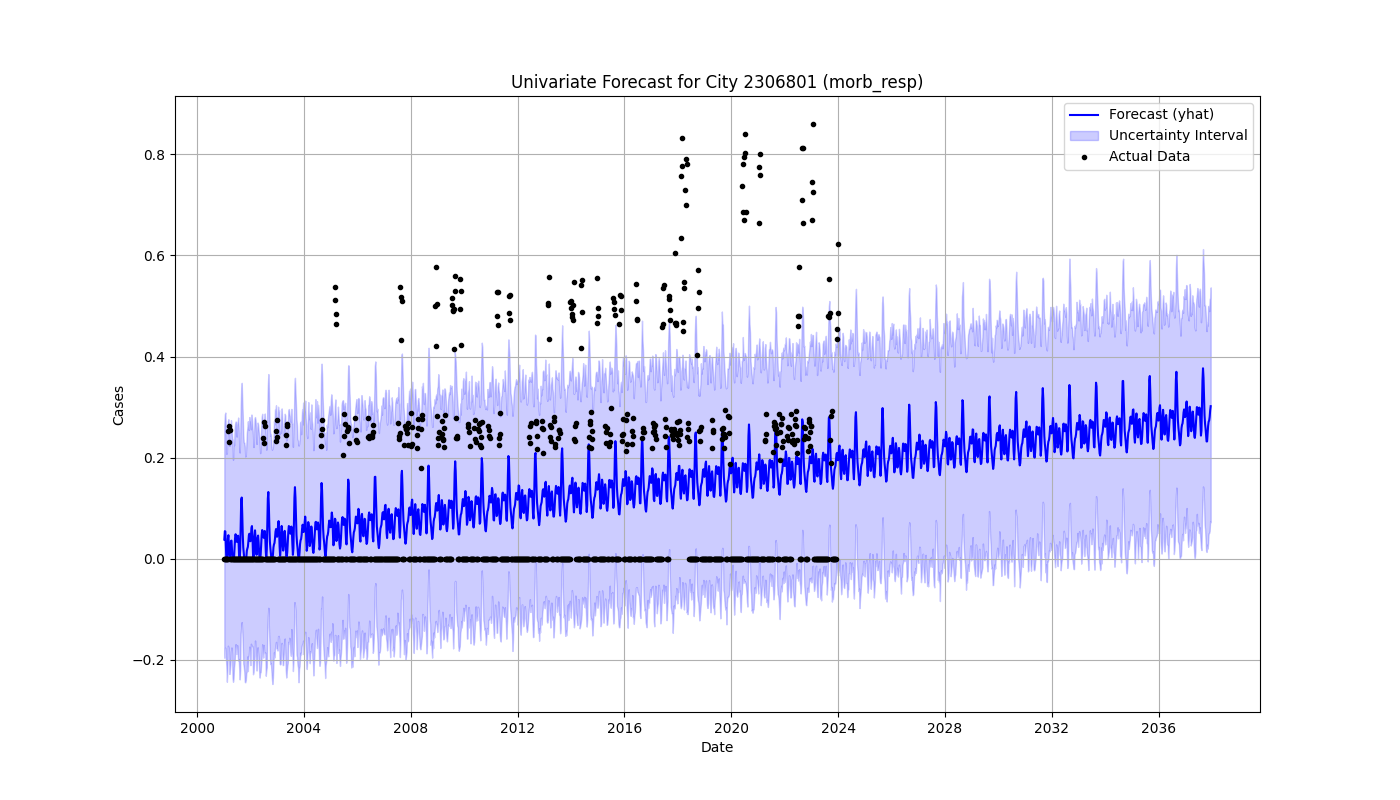 Univariate Forecast for City 2306801 (morb_resp)
Forecast (yhat)
Uncertainty Interval
Actual Data
Cases
0.8
0.6
0.4
0.2
0.0
−0.2
2000 2004 2008 2012 2016 2020 2024 2028 2032 2036
Date